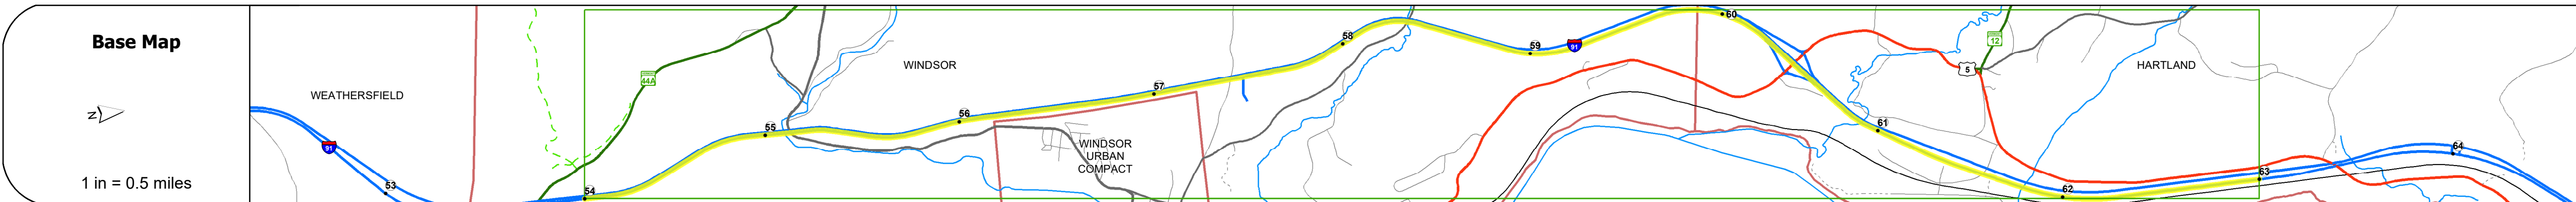 Base Map
N
1 in = 0.5 miles
WEATHERSFIELD
91
53
54
44A
55
WINDSOR
56
WINDSOR
URBAN
COMPACT
57
58
59
91
60
61
5
12
HARTLAND
62
63
64